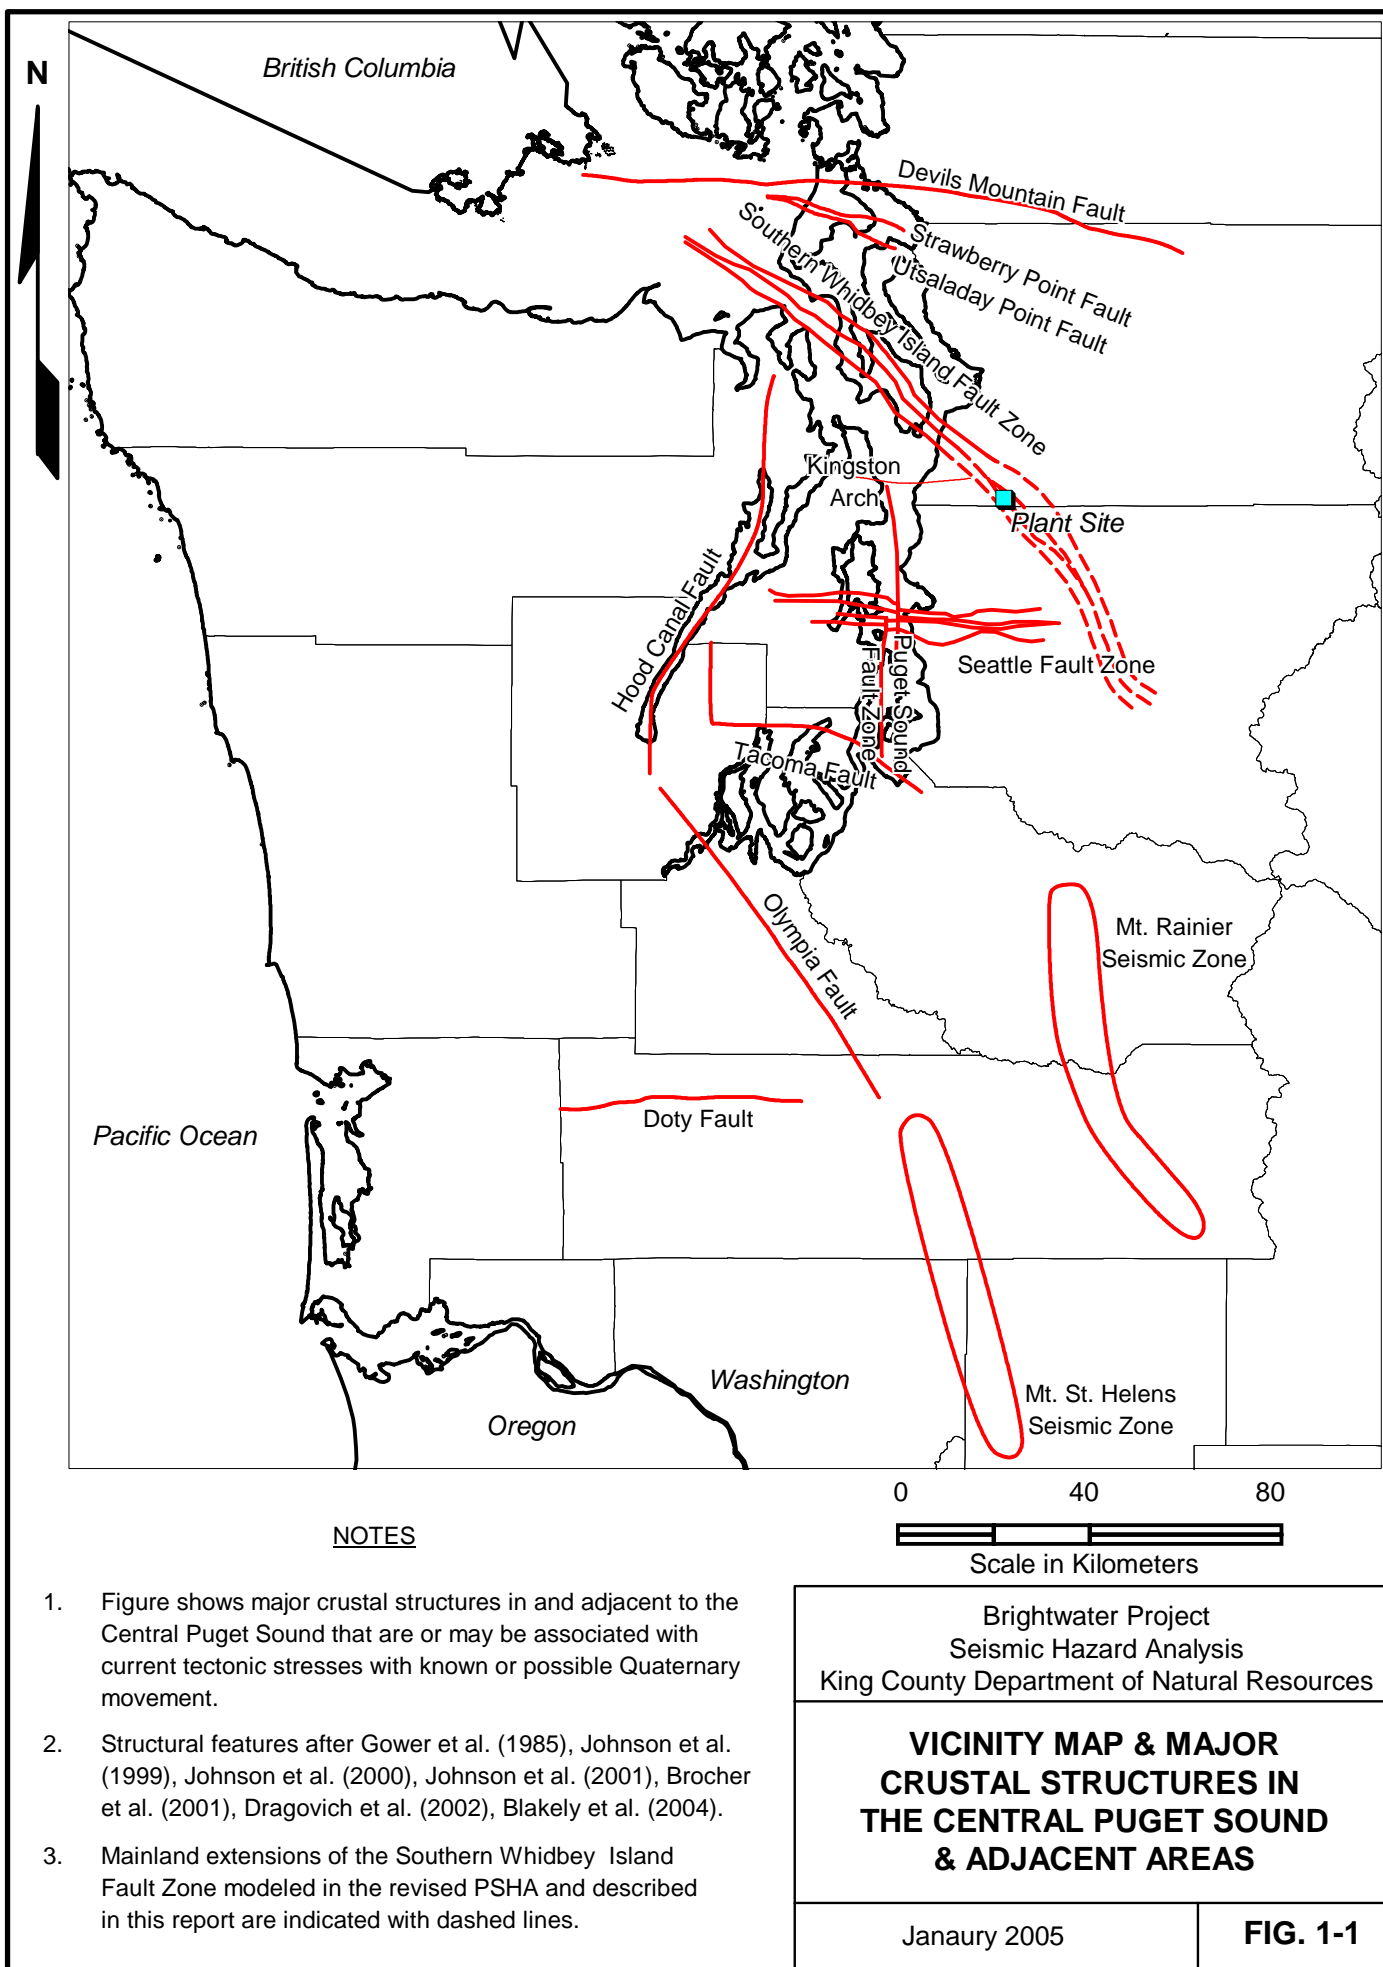 N
British Columbia
Devils Mountain Fault
Strawberry Point Fault
Utsaladay Point Fault
Southern Whidbey Island Fault Zone
Kingston
Arch
Plant Site
Hood Canal Fault
Seattle Fault Zone
Puget Sound
Fault Zone
Tacoma Fault
Olympia Fault
Mt. Rainier
Seismic Zone
Doty Fault
Pacific Ocean
Washington
Oregon
Mt. St. Helens
Seismic Zone
0 40 80
Scale in Kilometers
NOTES
1. Figure shows major crustal structures in and adjacent to the
Central Puget Sound that are or may be associated with
current tectonic stresses with known or possible Quaternary
movement.
2. Structural features after Gower et al. (1985), Johnson et al.
(1999), Johnson et al. (2000), Johnson et al. (2001), Brocher
et al. (2001), Dragovich et al. (2002), Blakely et al. (2004).
3. Mainland extensions of the Southern Whidbey Island
Fault Zone modeled in the revised PSHA and described
in this report are indicated with dashed lines.
Brightwater Project
Seismic Hazard Analysis
King County Department of Natural Resources
VICINITY MAP & MAJOR
CRUSTAL STRUCTURES IN
THE CENTRAL PUGET SOUND
& ADJACENT AREAS
Janaury 2005
FIG. 1-1